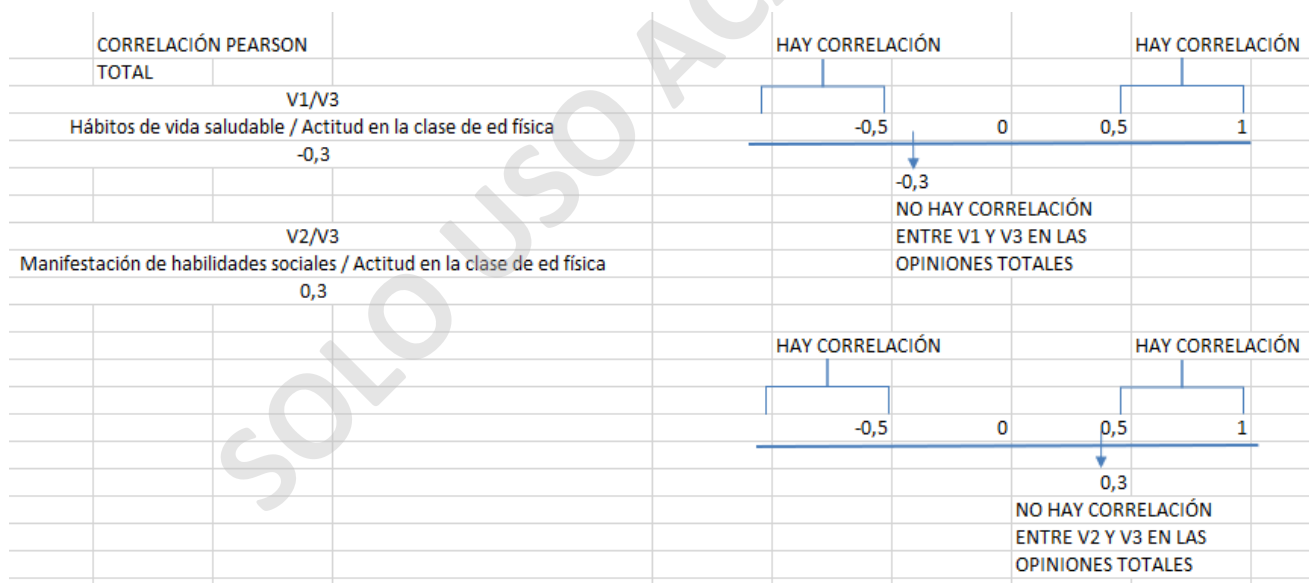 CORRELACIÓN PEARSON
TOTAL
V1/V3
Hábitos de vida saludable / Actitud en la clase de ed física
-0,3
V2/V3
Manifestación de habilidades sociales / Actitud en la clase de ed física
0,3
HAY CORRELACIÓN HAY CORRELACIÓN
-0,5 0 0,5 1
-0,3
NO HAY CORRELACIÓN
ENTRE V1 Y V3 EN LAS
OPINIONES TOTALES
HAY CORRELACIÓN HAY CORRELACIÓN
-0,5 0 0,5 1
0,3
NO HAY CORRELACIÓN
ENTRE V2 Y V3 EN LAS
OPINIONES TOTALES
SOLO USO